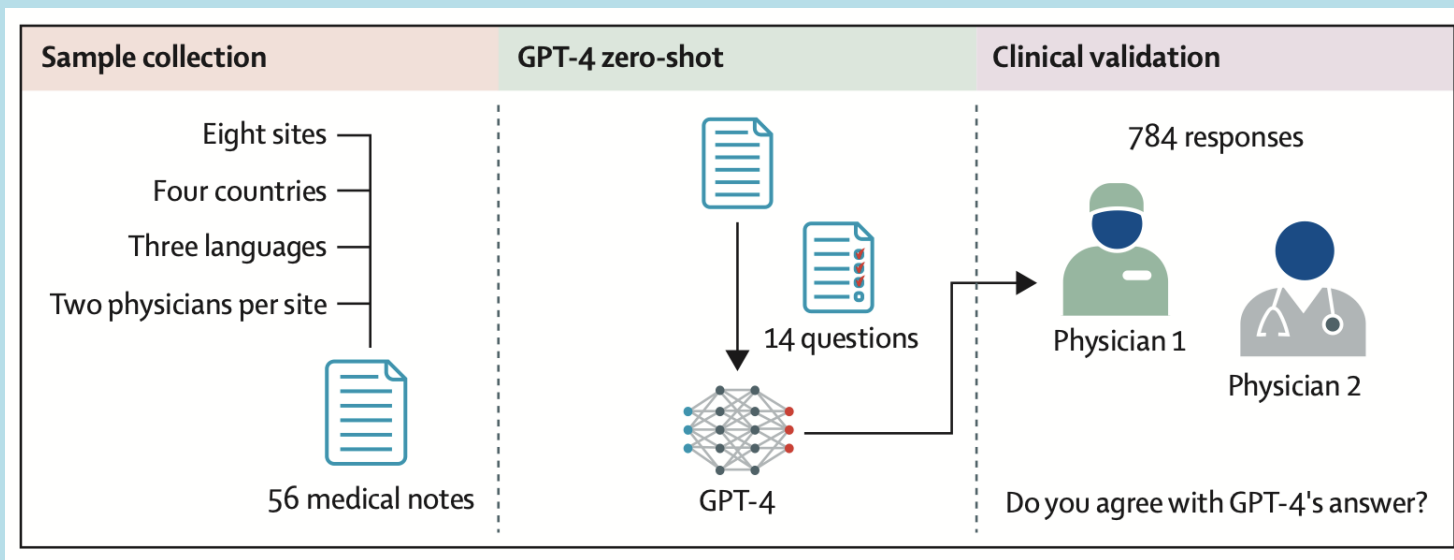 Sample collection
Eight sites
Four countries
Three languages
Two physicians per site
56 medical notes
GPT-4 zero-shot
14 questions
GPT-4
Clinical validation
784 responses
Physician 1
Physician 2
Do you agree with GPT-4's answer?